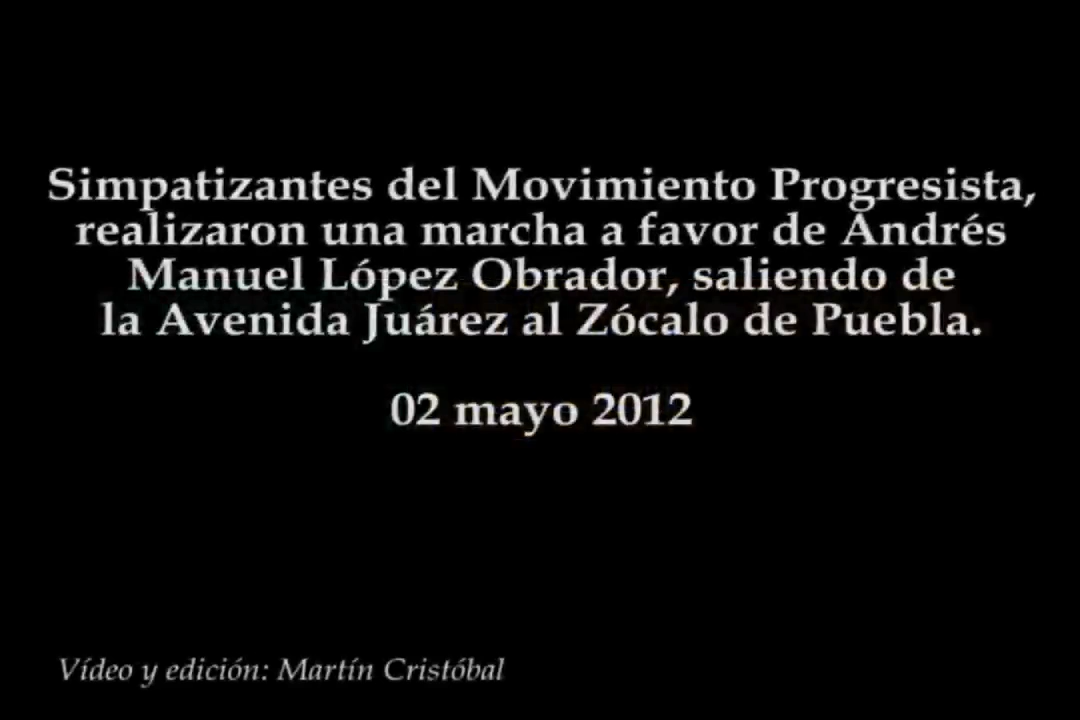 Simpatizantes del Movimiento Progresista,
realizaron una marcha a favor de Andrés
Manuel López Obrador, saliendo de
la Avenida Juárez al Zócalo de Puebla.
02 mayo 2012
Vídeo y edición: Martín Cristóbal